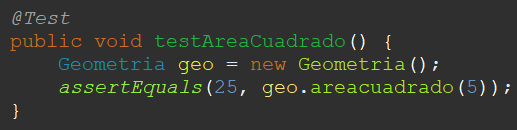 @Test
public void testAreaCuadrado() {
    Geometria geo = new Geometria();
    assertEquals(25, geo.areacuadrado(5));
}